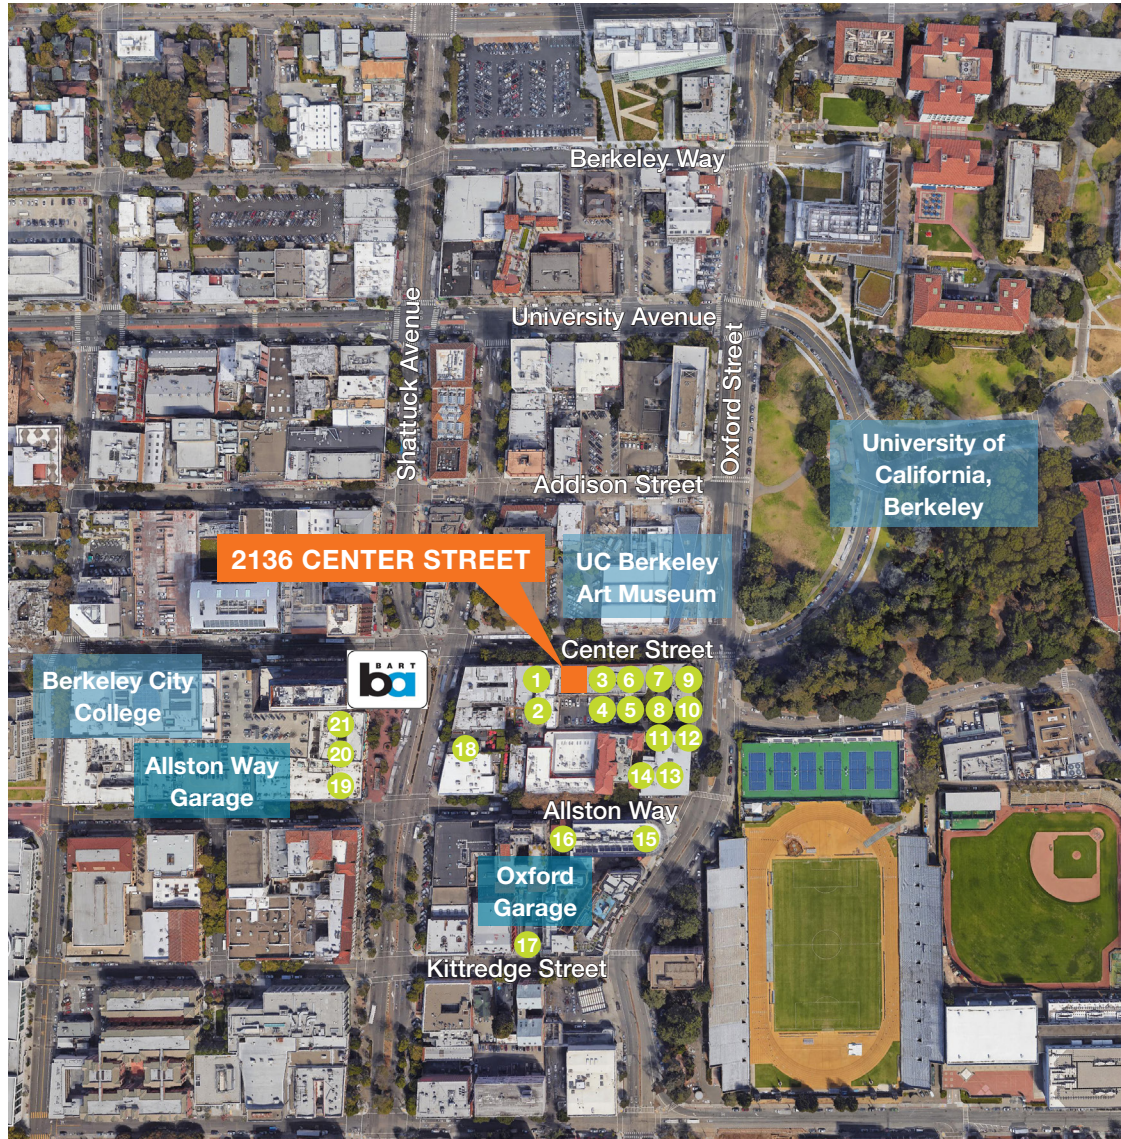 Berkeley Way
University Avenue
Shattuck Avenue
Oxford Street
University of
California,
Berkeley
Addison Street
2136 CENTER STREET
UC Berkeley
Art Museum
Center Street
BART
ba
Berkeley City
College
1
3
6
7
9
2
4
5
8
10
21
18
11
12
20
Allston Way
Garage
19
14
13
Allston Way
16
15
Oxford
Garage
17
Kittredge Street